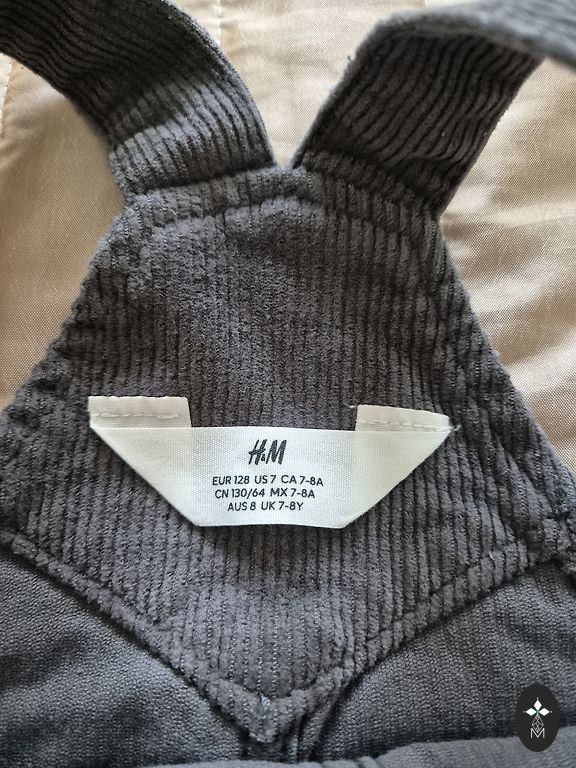 H&M
EUR 128 US 7 CA 7-8A
CN 130/64 MX 7-8A
AUS 8 UK 7-8Y